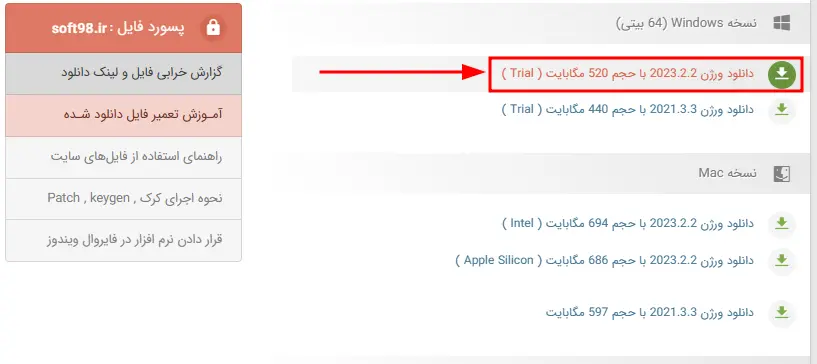 نسخه Windows (64 بیتی)
دانلود ورژن 2023.2.2 با حجم 520 مگابایت ( Trial )
دانلود ورژن 2021.3.3 با حجم 440 مگابایت ( Trial )
نسخه Mac
دانلود ورژن 2023.2.2 با حجم 694 مگابایت ( Intel )
دانلود ورژن 2023.2.2 با حجم 686 مگابایت ( Apple Silicon )
دانلود ورژن 2021.3.3 با حجم 597 مگابایت
پسورد فایل : soft98.ir
گزارش خرابی فایل و لینک دانلود
آمـوزش تعمیر فایل دانلود شـده
راهنمای استفاده از فایل‌های سایت
نحوه اجرای کرک , Patch , keygen
قرار دادن نرم افزار در فایروال ویندوز